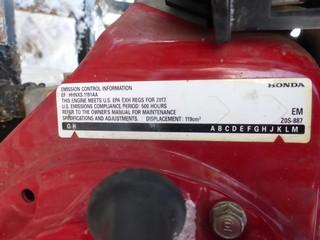 EMISSION CONTROL INFORMATION
HONDA
EF: HHNXS.1191AA
THIS ENGINE MEETS U.S. EPA EXH REGS FOR 2017
U.S. EMISSIONS COMPLIANCE PERIOD: 500 HOURS
REFER TO THE OWNER'S MANUAL FOR MAINTENANCE
EM
SPECIFICATIONS AND ADJUSTMENTS. DISPLACEMENT: 119cm³
Z0S-887
G H A B C D E F G H J K L M